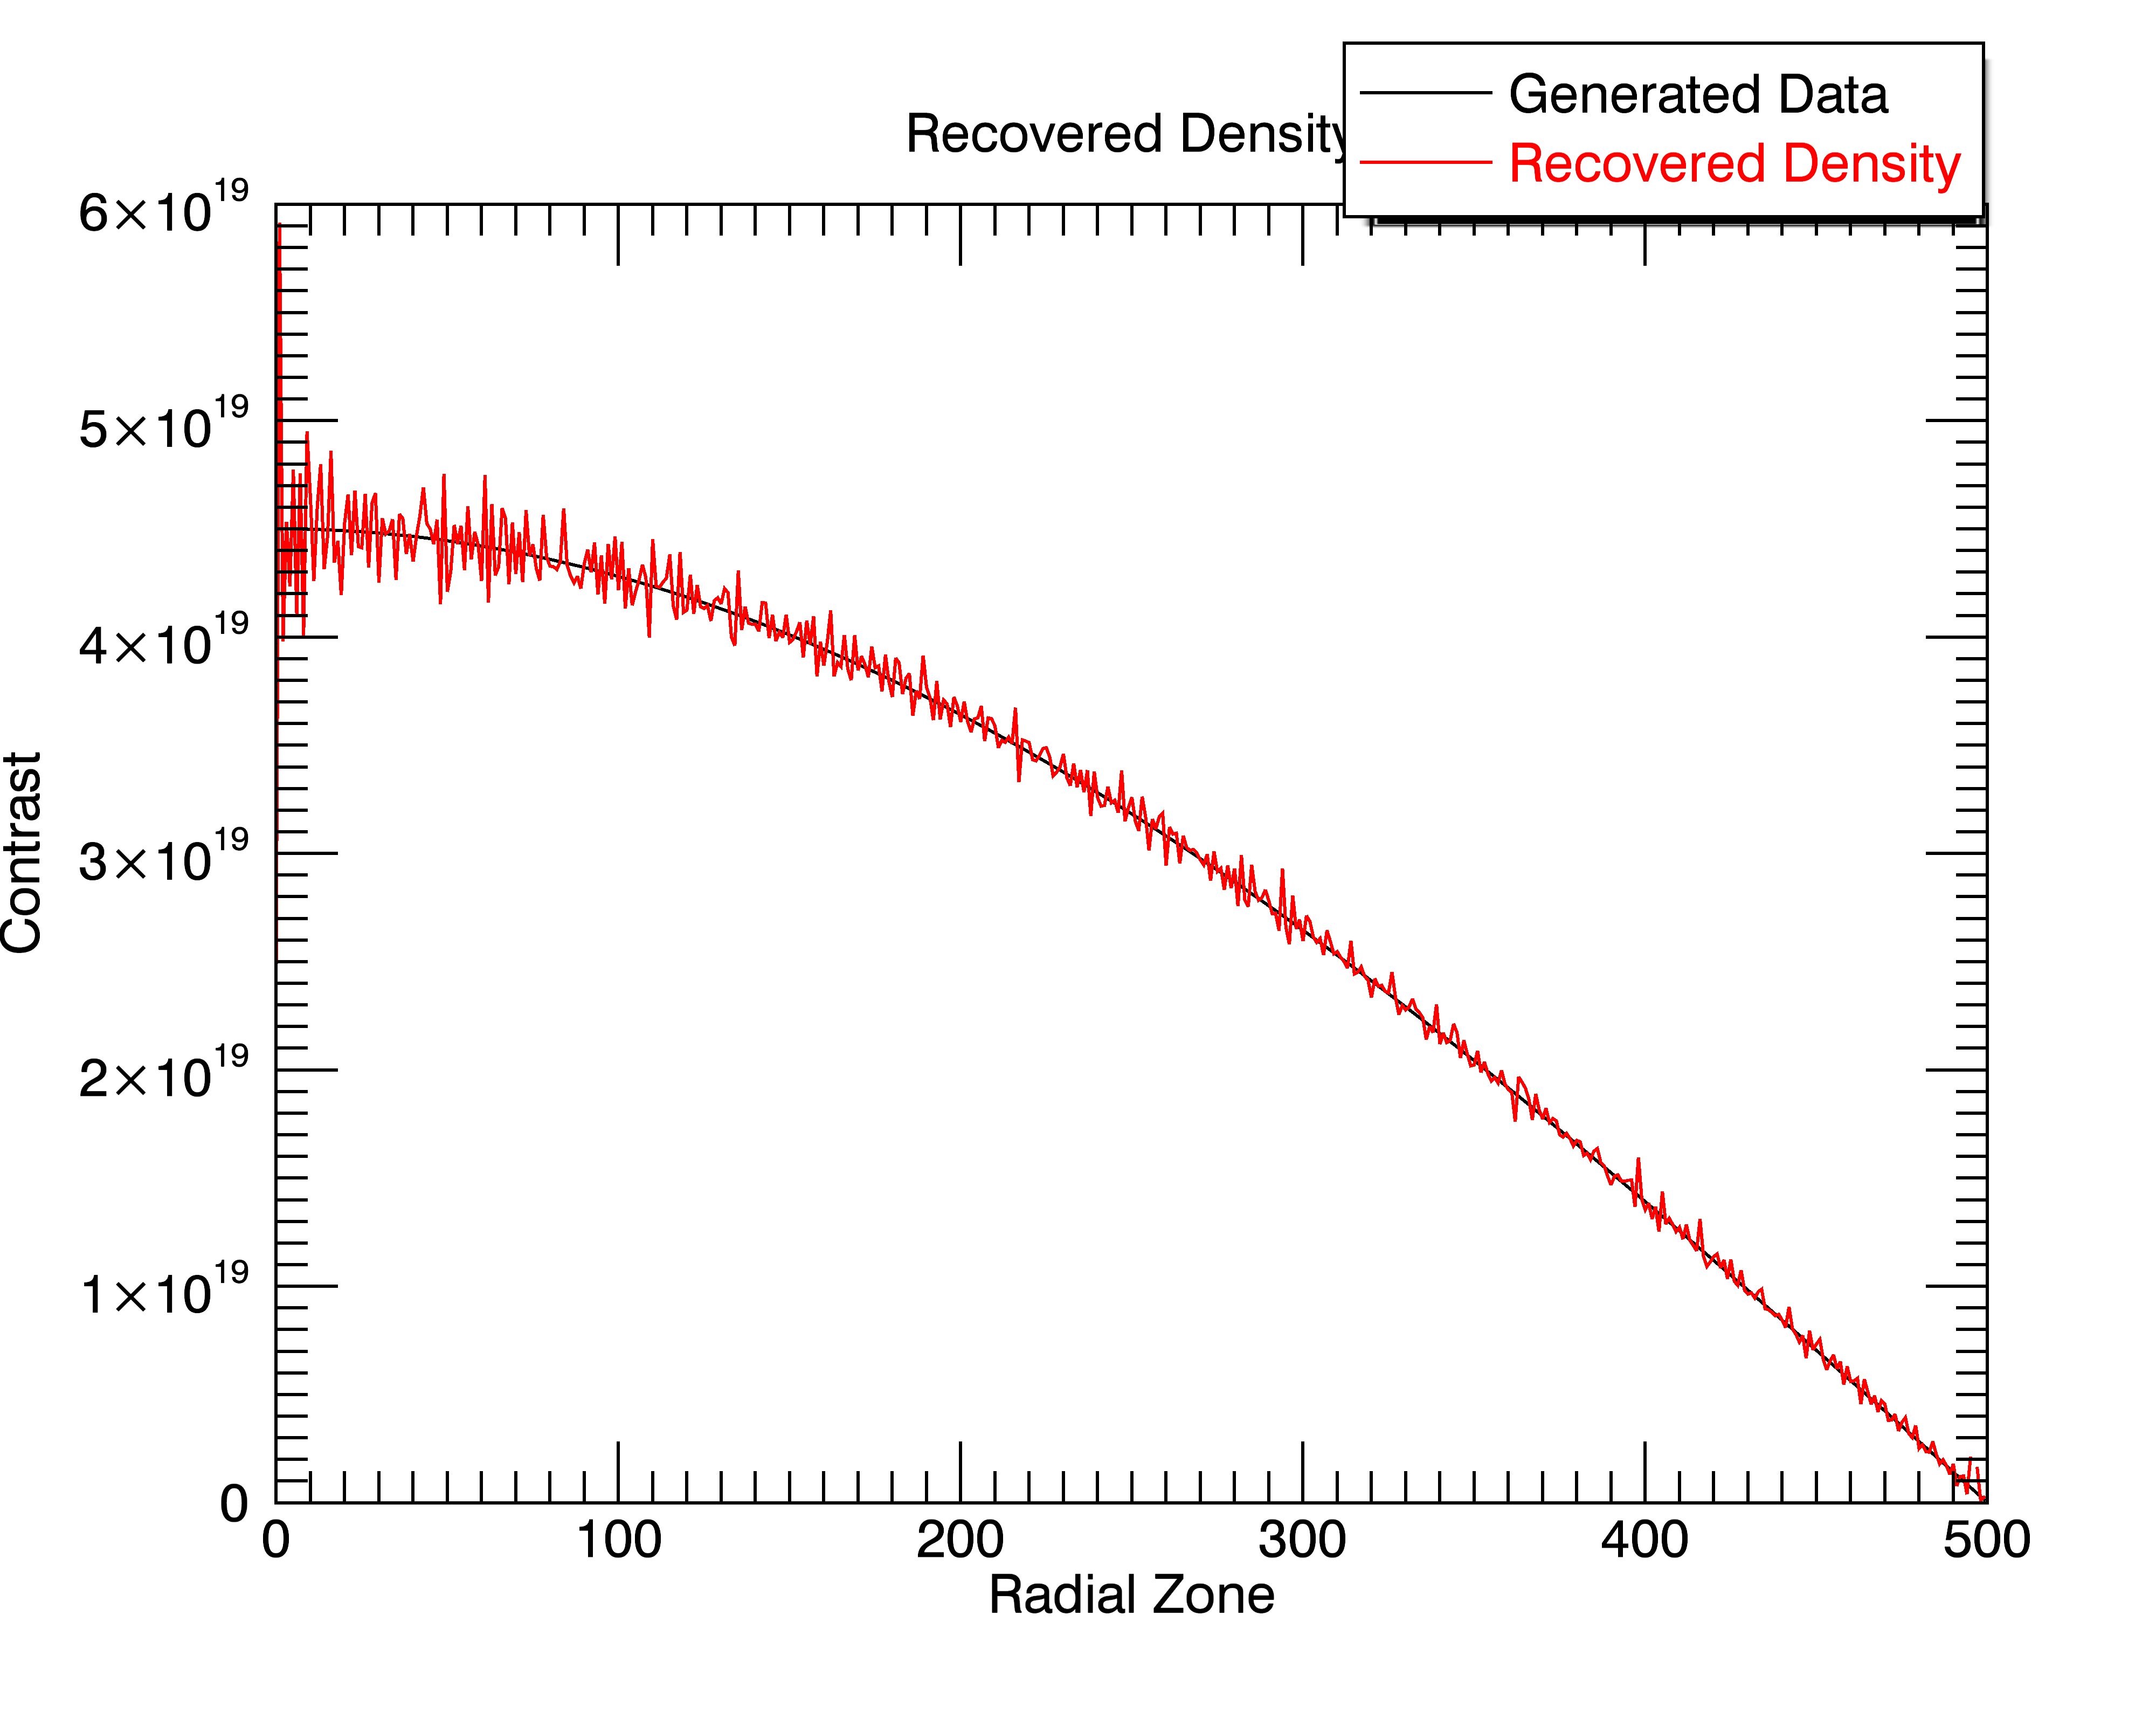 Generated Data
Recovered Density
Recovered Density
6×10^19
5×10^19
4×10^19
3×10^19
2×10^19
1×10^19
0
Contrast
0 100 200 300 400 500
Radial Zone